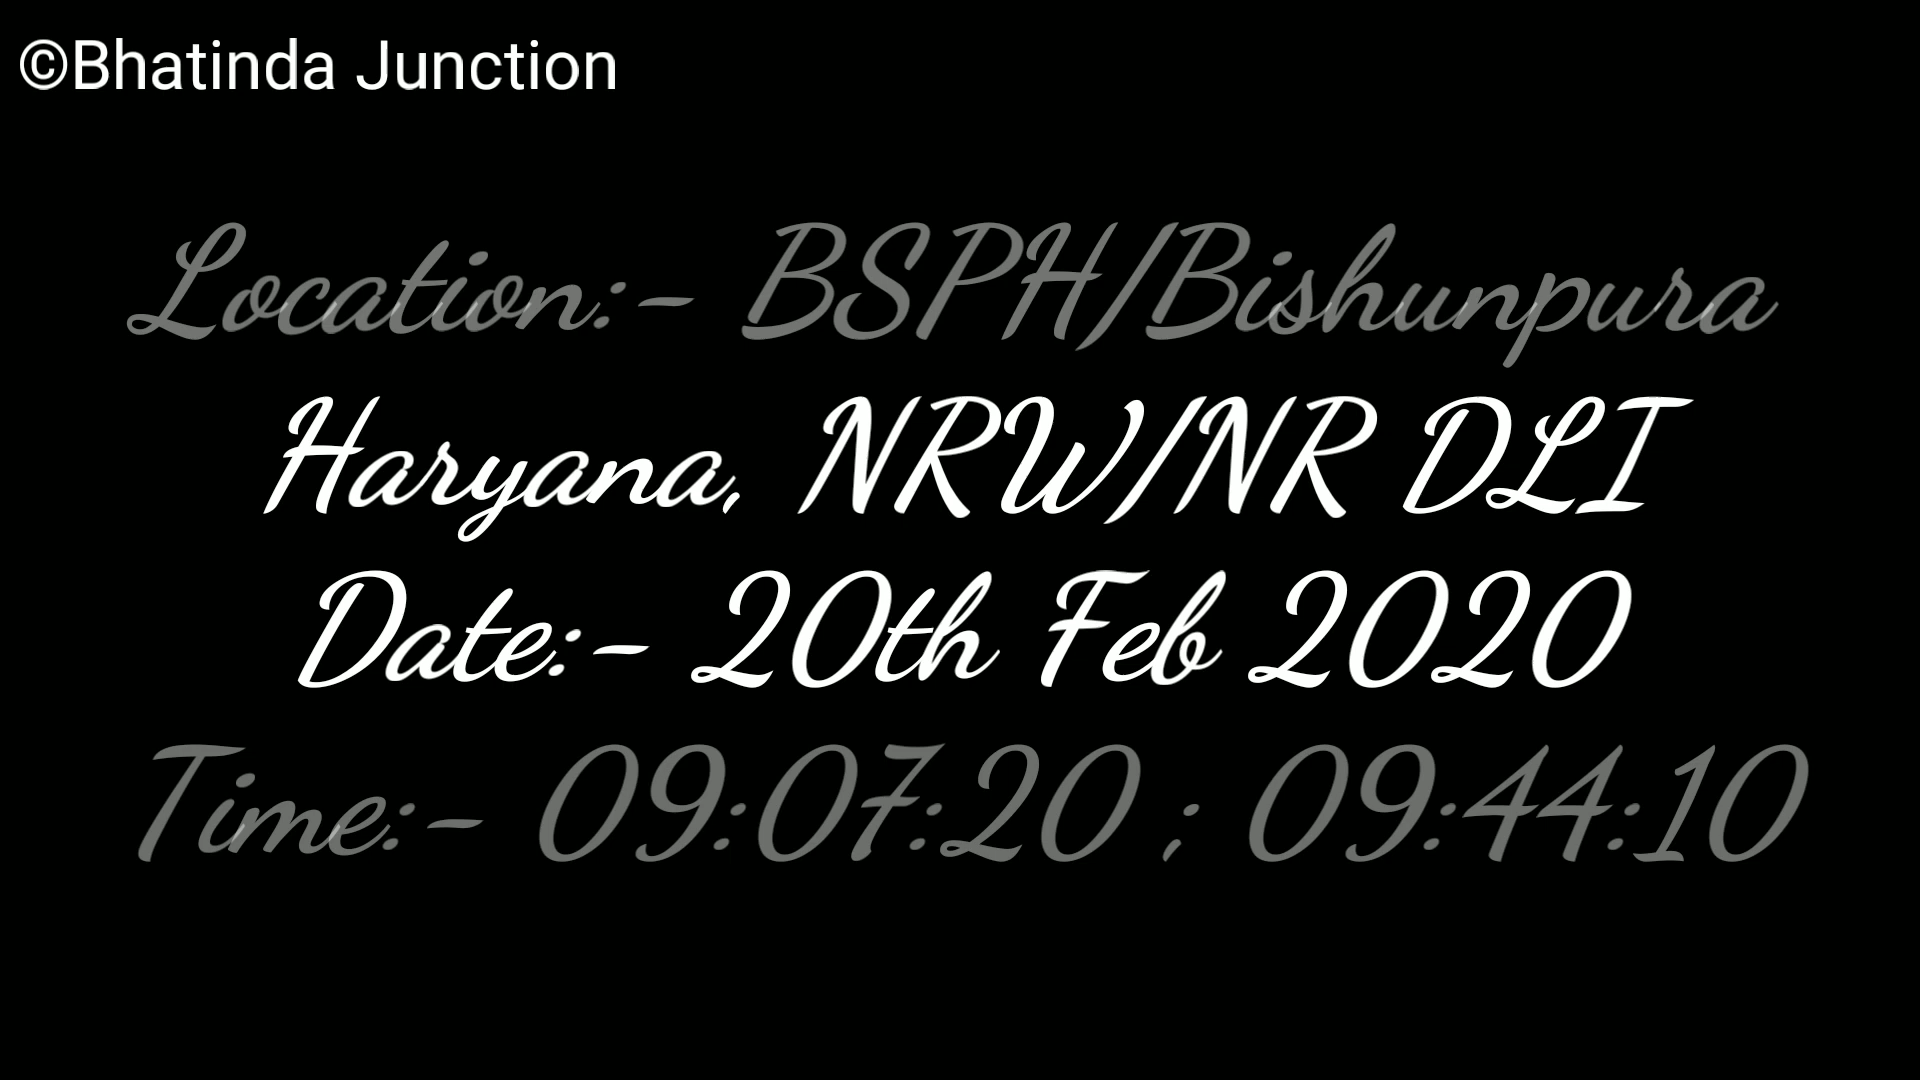 ©Bhatinda Junction
Location:- BSPH/Bishunpura
Haryana, NRW/NR DLI
Date:- 20th Feb 2020
Time:- 09:07:20 ; 09:44:10